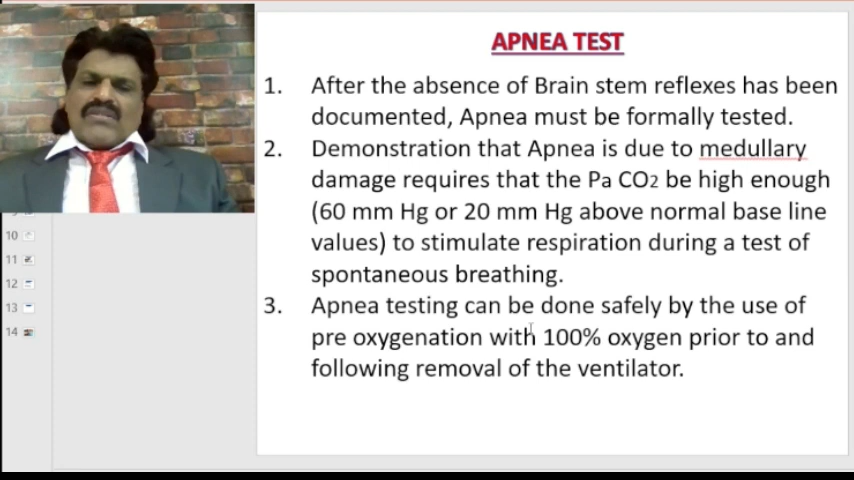 APNEA TEST
1. After the absence of Brain stem reflexes has been
documented, Apnea must be formally tested.
2. Demonstration that Apnea is due to medullary
damage requires that the Pa CO2 be high enough
(60 mm Hg or 20 mm Hg above normal base line
values) to stimulate respiration during a test of
spontaneous breathing.
3. Apnea testing can be done safely by the use of
pre oxygenation with 100% oxygen prior to and
following removal of the ventilator.
10
11
12
13
14